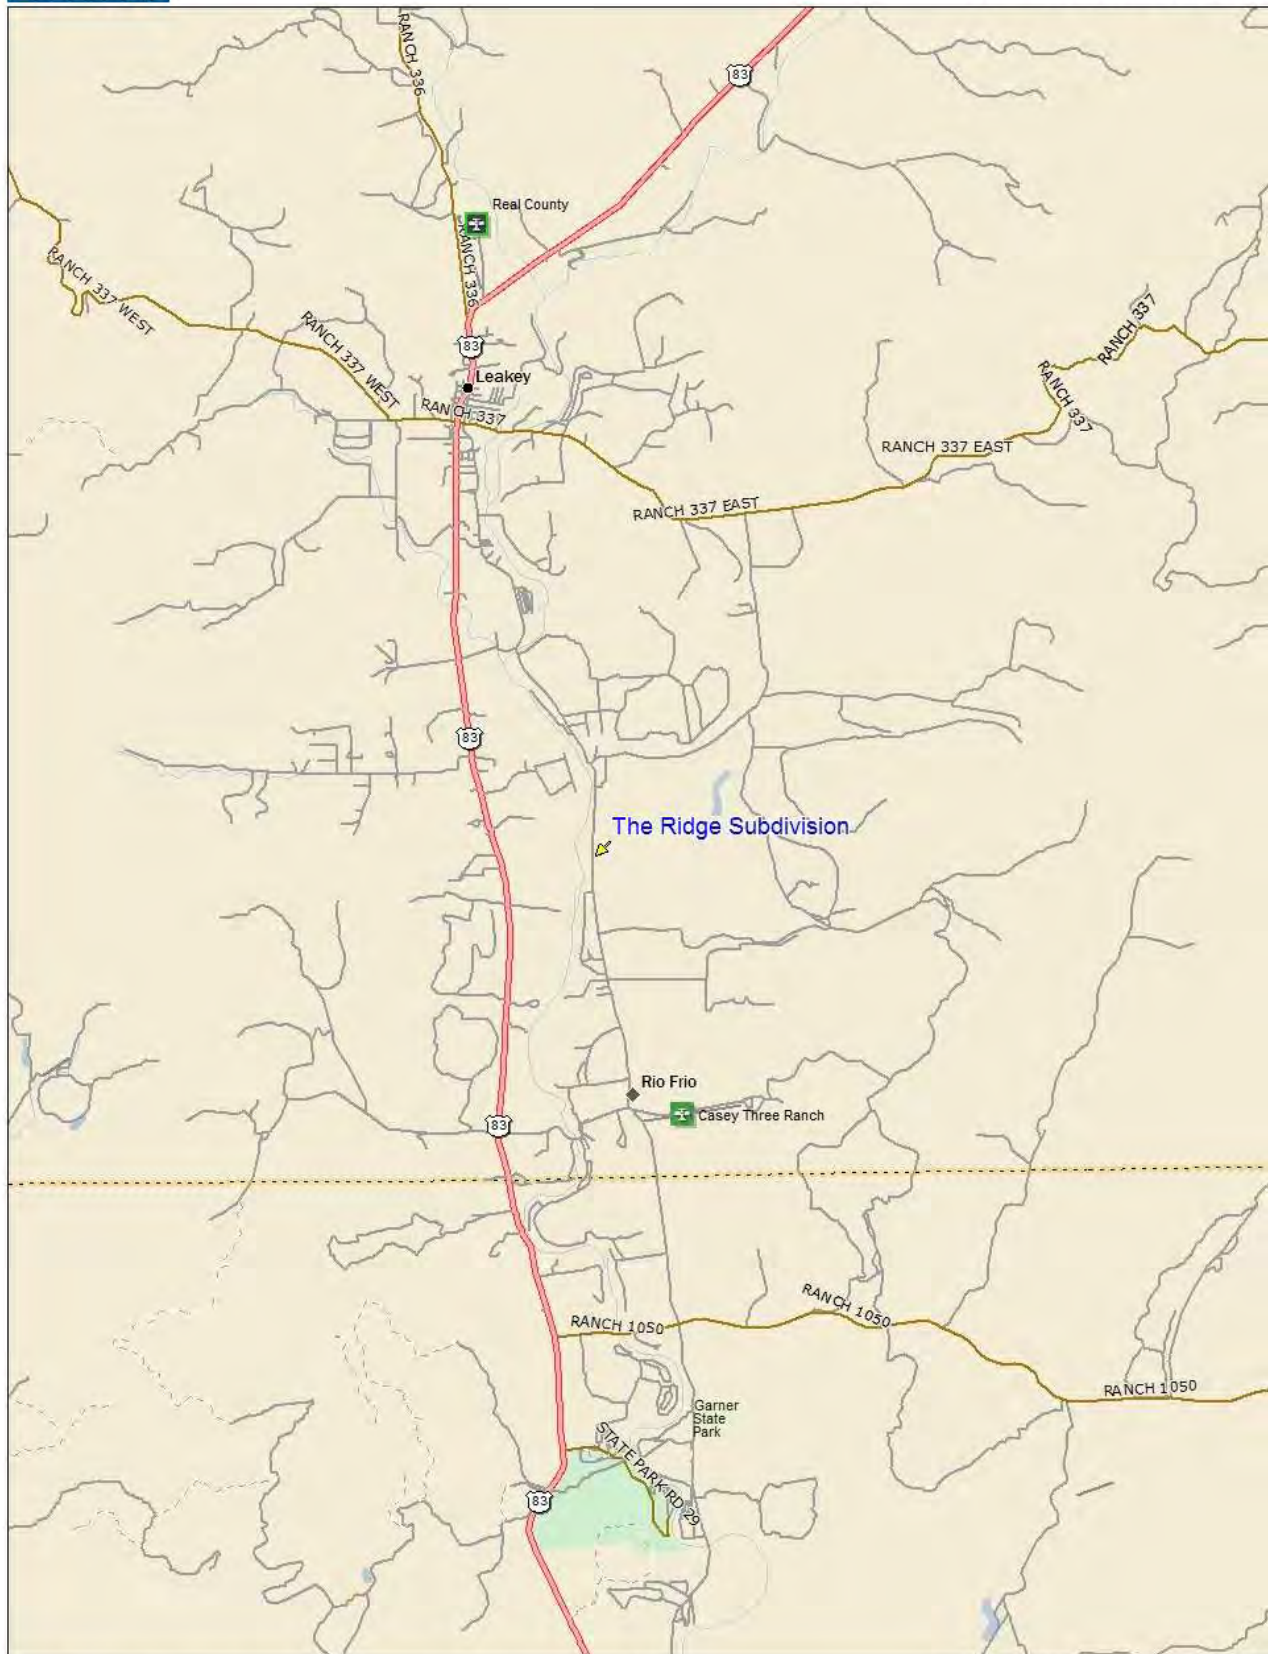 RANCH 336
83
Real County
RANCH 336
RANCH 337 WEST
RANCH 337 WEST
RANCH 337
83
Leakey
RANCH 337
RANCH 337
RANCH 337 EAST
RANCH 337 EAST
83
The Ridge Subdivision
Rio Frio
Casey Three Ranch
83
RANCH 1050
RANCH 1050
RANCH 1050
Garner
State
Park
STATE PARK RD 29
83